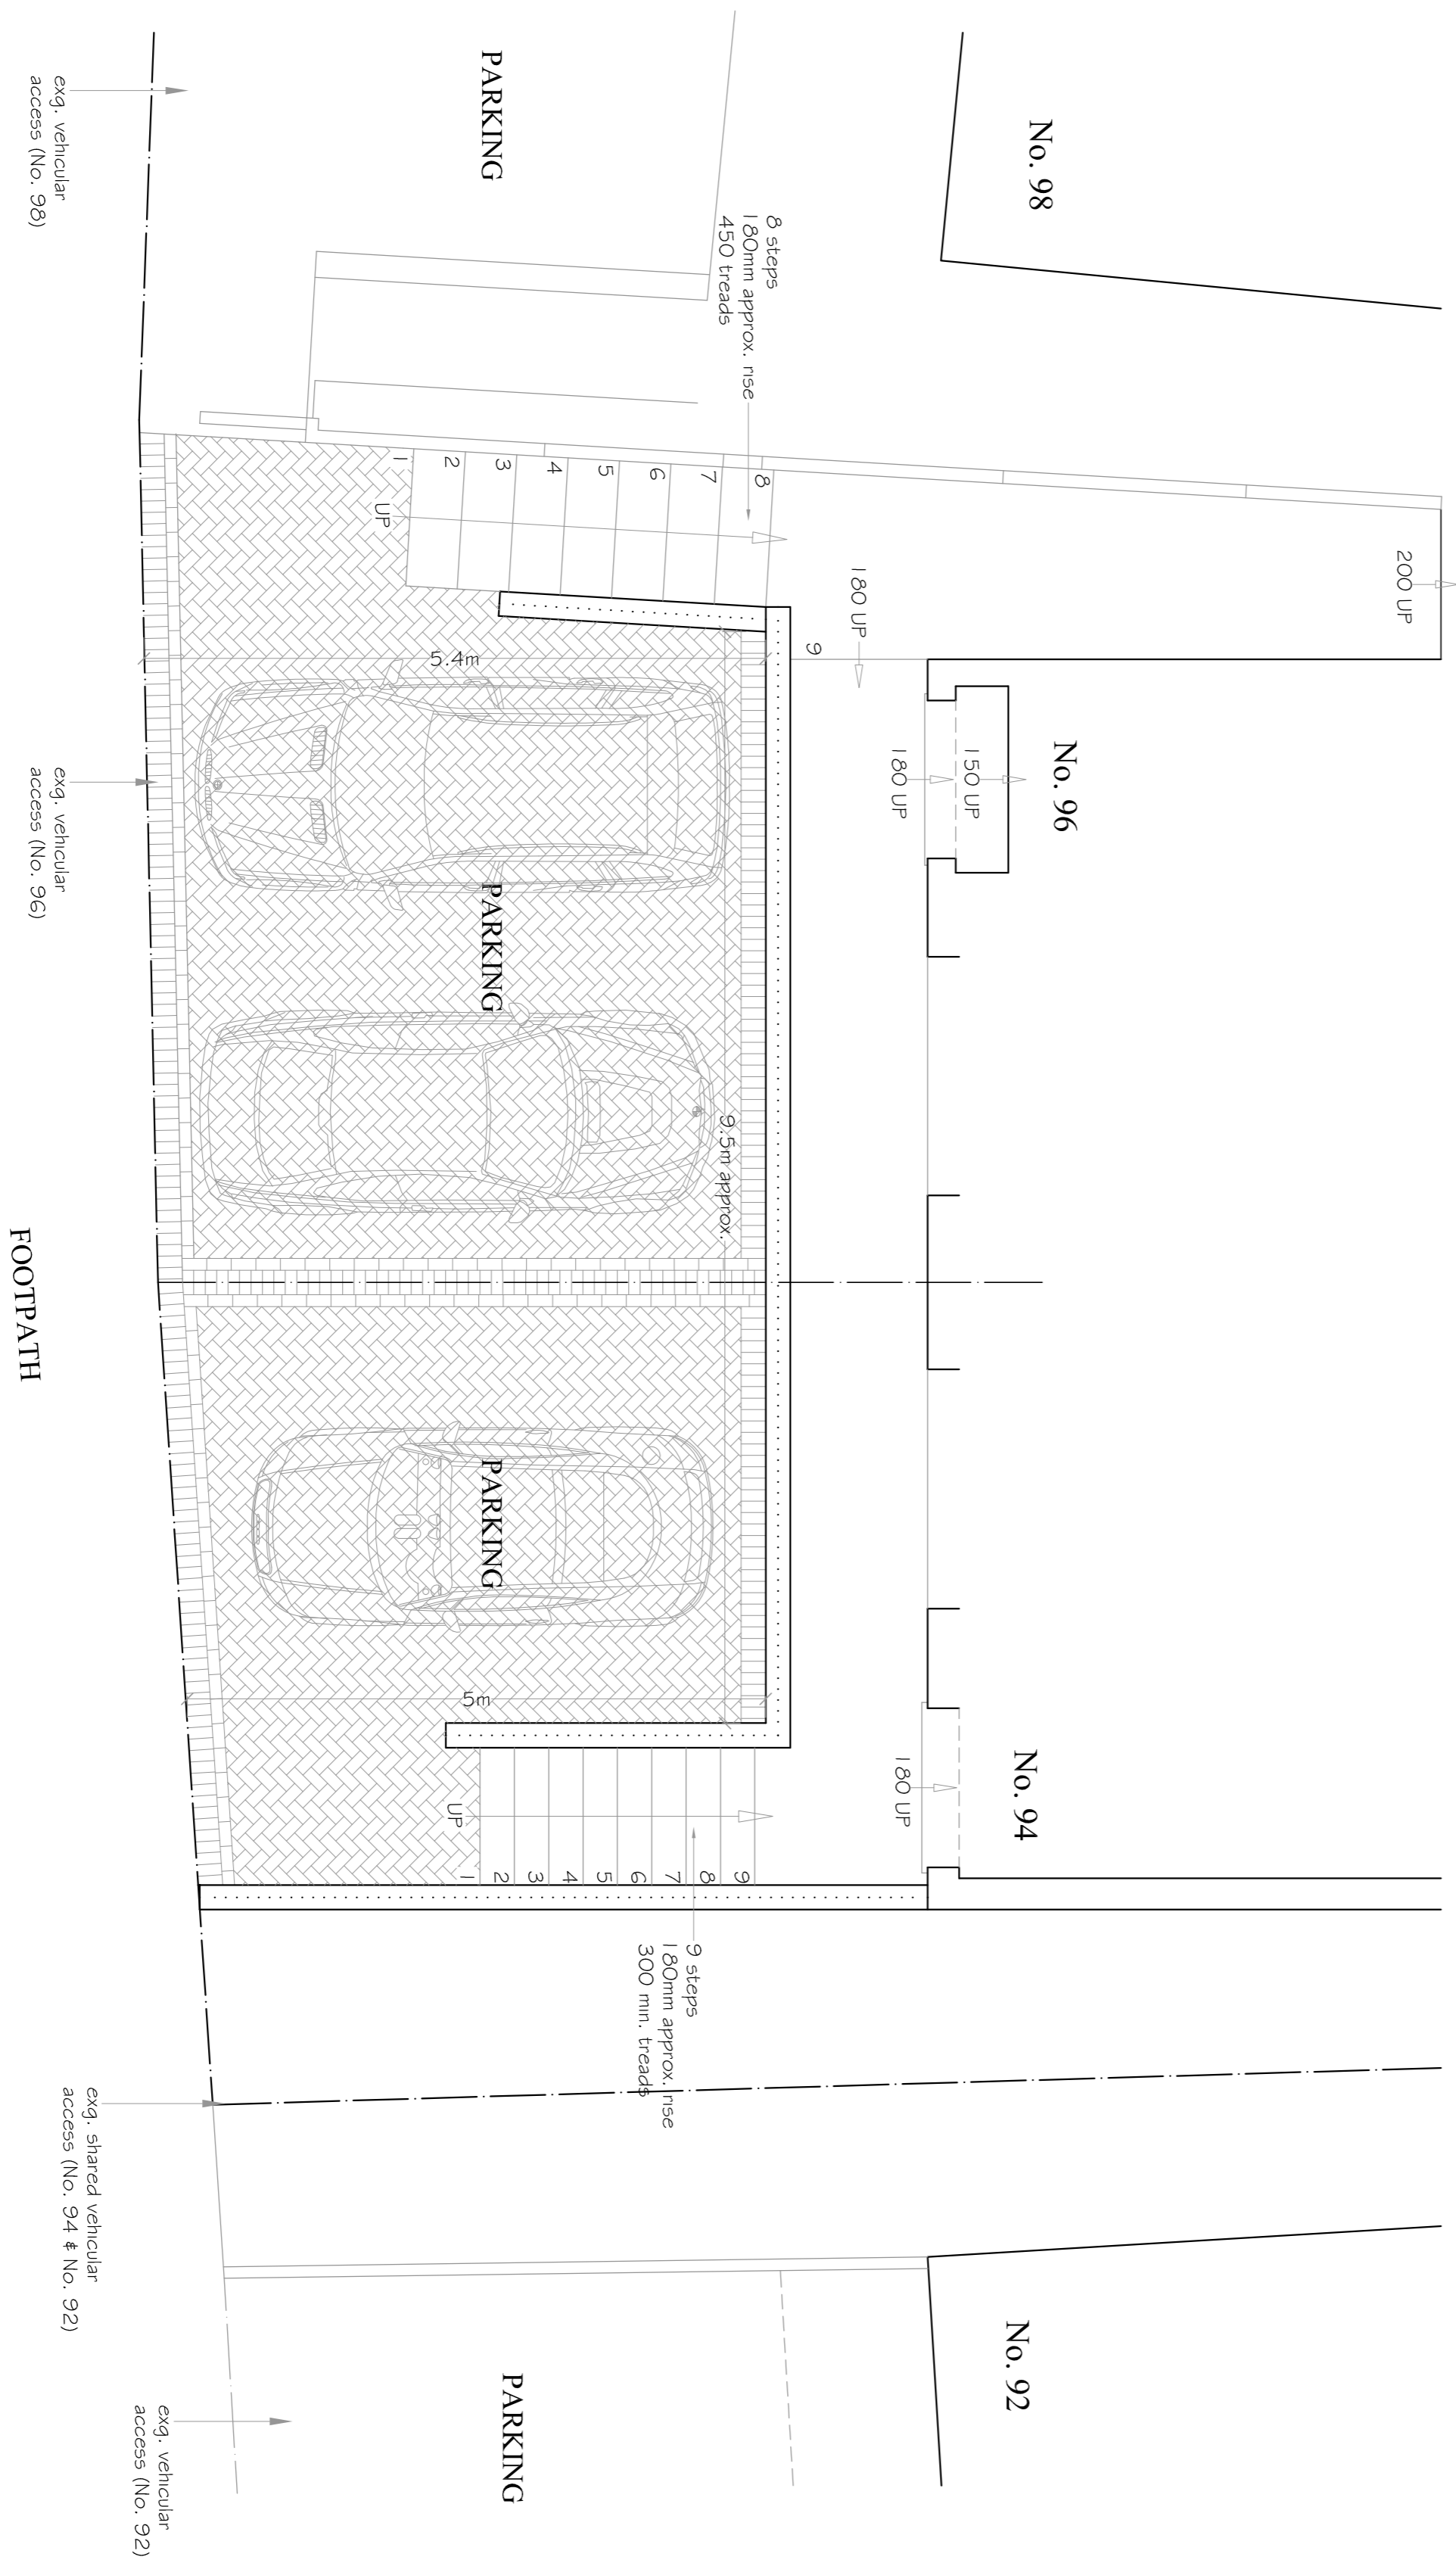 No. 98
No. 96
No. 94
No. 92
200 UP
180 UP
150 UP
180 UP
180 UP
9
8 steps
180mm approx. rise
450 treads
1
2
3
4
5
6
7
8
UP
PARKING
PARKING
PARKING
PARKING
5.4m
9.5m approx.
5m
UP
1
2
3
4
5
6
7
8
9
9 steps
180mm approx. rise
300 min. treads
exg. vehicular
access (No. 98)
exg. vehicular
access (No. 96)
FOOTPATH
exg. shared vehicular
access (No. 94 & No. 92)
exg. vehicular
access (No. 92)